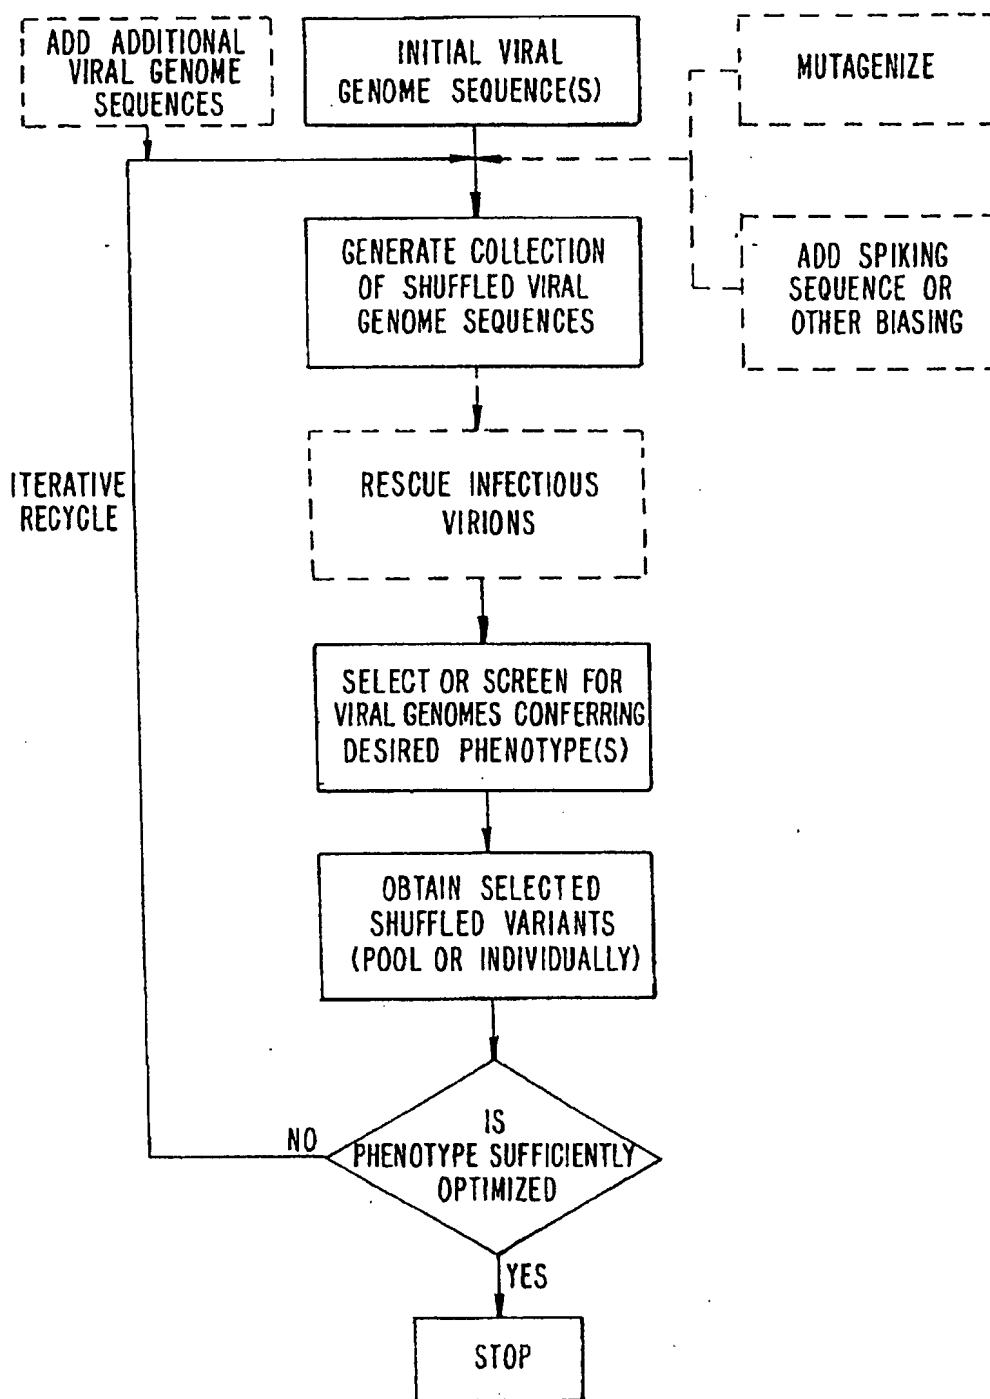 ADD ADDITIONAL
VIRAL GENOME
SEQUENCES
INITIAL VIRAL
GENOME SEQUENCE(S)
MUTAGENIZE
GENERATE COLLECTION
OF SHUFFLED VIRAL
GENOME SEQUENCES
ADD SPIKING
SEQUENCE OR
OTHER BIASING
ITERATIVE
RECYCLE
RESCUE INFECTIOUS
VIRIONS
SELECT OR SCREEN FOR
VIRAL GENOMES CONFERRING
DESIRED PHENOTYPE(S)
OBTAIN SELECTED
SHUFFLED VARIANTS
(POOL OR INDIVIDUALLY)
NO
IS
PHENOTYPE SUFFICIENTLY
OPTIMIZED
YES
STOP